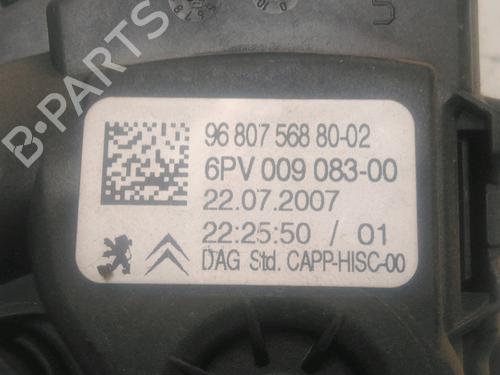 96 807 568 80-02
6PV 009 083-00
22.07.2007
22:25:50 / 01
DAG Std. CAPP-HISC-00
B-PARTS